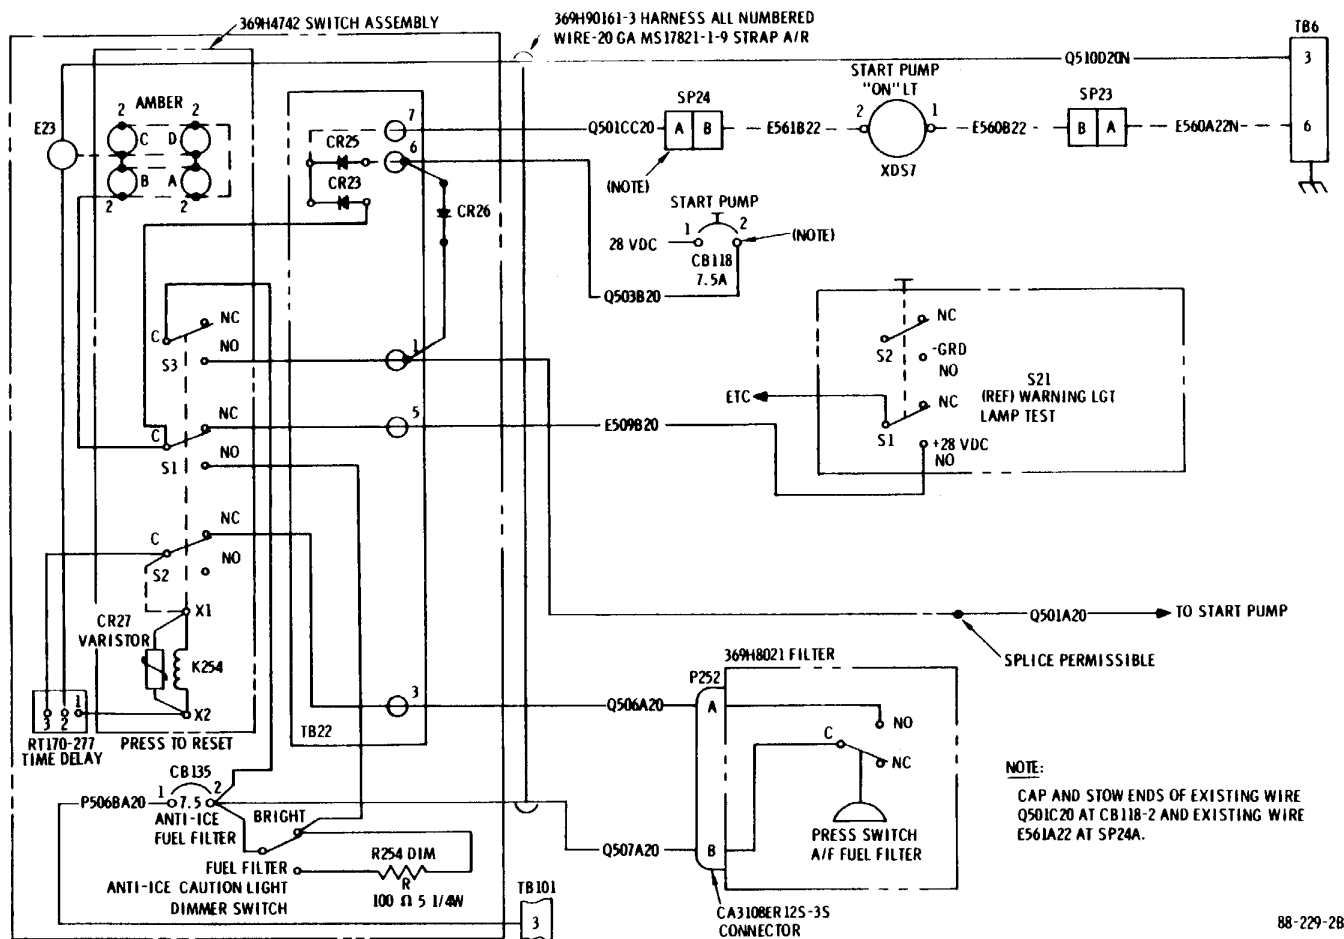 369H4742 SWITCH ASSEMBLY
369H90161-3 HARNESS ALL NUMBERED
WIRE-20 GA MS17821-1-9 STRAP A/R
TB6
Q510D20N
3
START PUMP
"ON" LT
AMBER
SP24
SP23
E23
2
2
7
2
1
C
D
Q501CC20
A
B
E561B22
E560B22
B
A
E560A22N
6
CR25
6
XDS7
B
A
CR23
(NOTE)
2
2
CR26
START PUMP
1
2
(NOTE)
28 VDC
CB118
7.5A
Q503B20
NC
C
NO
S3
1
NC
S2
-GRD
NO
S21
(REF) WARNING LGT
LAMP TEST
ETC
NC
S1
+28 VDC
NO
NC
5
C
E509B20
NO
S1
NC
C
NO
S2
X1
CR27
VARISTOR
K254
X2
Q501A20
TO START PUMP
SPLICE PERMISSIBLE
369H8021 FILTER
P252
3
Q506A20
A
NO
C
NC
3
2
1
TB22
RT170-277
TIME DELAY
PRESS TO RESET
CB135
P506BA20
1
7.5
2
ANTI-ICE
FUEL FILTER
BRIGHT
PRESS SWITCH
A/F FUEL FILTER
Q507A20
B
R254 DIM
FUEL FILTER
ANTI-ICE CAUTION LIGHT
DIMMER SWITCH
R
100 Ω 5 1/4W
TB101
3
CA3108ER12S-3S
CONNECTOR
NOTE:
CAP AND STOW ENDS OF EXISTING WIRE
Q501C20 AT CB118-2 AND EXISTING WIRE
E561A22 AT SP24A.
88-229-2B